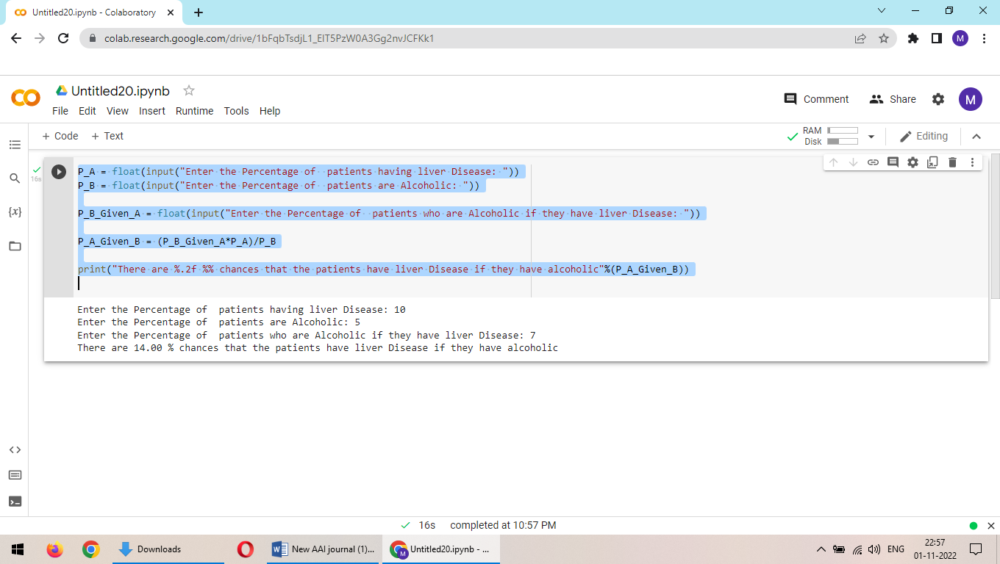 Untitled20.ipynb - Colaboratory
colab.research.google.com/drive/1bFqbTsdjL1_EIT5PzW0A3Gg2nvJCFKk1
M
Untitled20.ipynb
File Edit View Insert Runtime Tools Help
Comment Share M
+ Code + Text
RAM
Disk
Editing
16s
{x}
P_A = float(input("Enter the Percentage of  patients having liver Disease: "))
P_B = float(input("Enter the Percentage of  patients are Alcoholic: "))
P_B_Given_A = float(input("Enter the Percentage of  patients who are Alcoholic if they have liver Disease: "))
P_A_Given_B = (P_B_Given_A*P_A)/P_B
print("There are %.2f %% chances that the patients have liver Disease if they have alcoholic"%(P_A_Given_B))
Enter the Percentage of  patients having liver Disease: 10
Enter the Percentage of  patients are Alcoholic: 5
Enter the Percentage of  patients who are Alcoholic if they have liver Disease: 7
There are 14.00 % chances that the patients have liver Disease if they have alcoholic
16s completed at 10:57 PM
Downloads
New AAI journal (1)...
M
Untitled20.ipynb - ...
ENG
22:57
01-11-2022